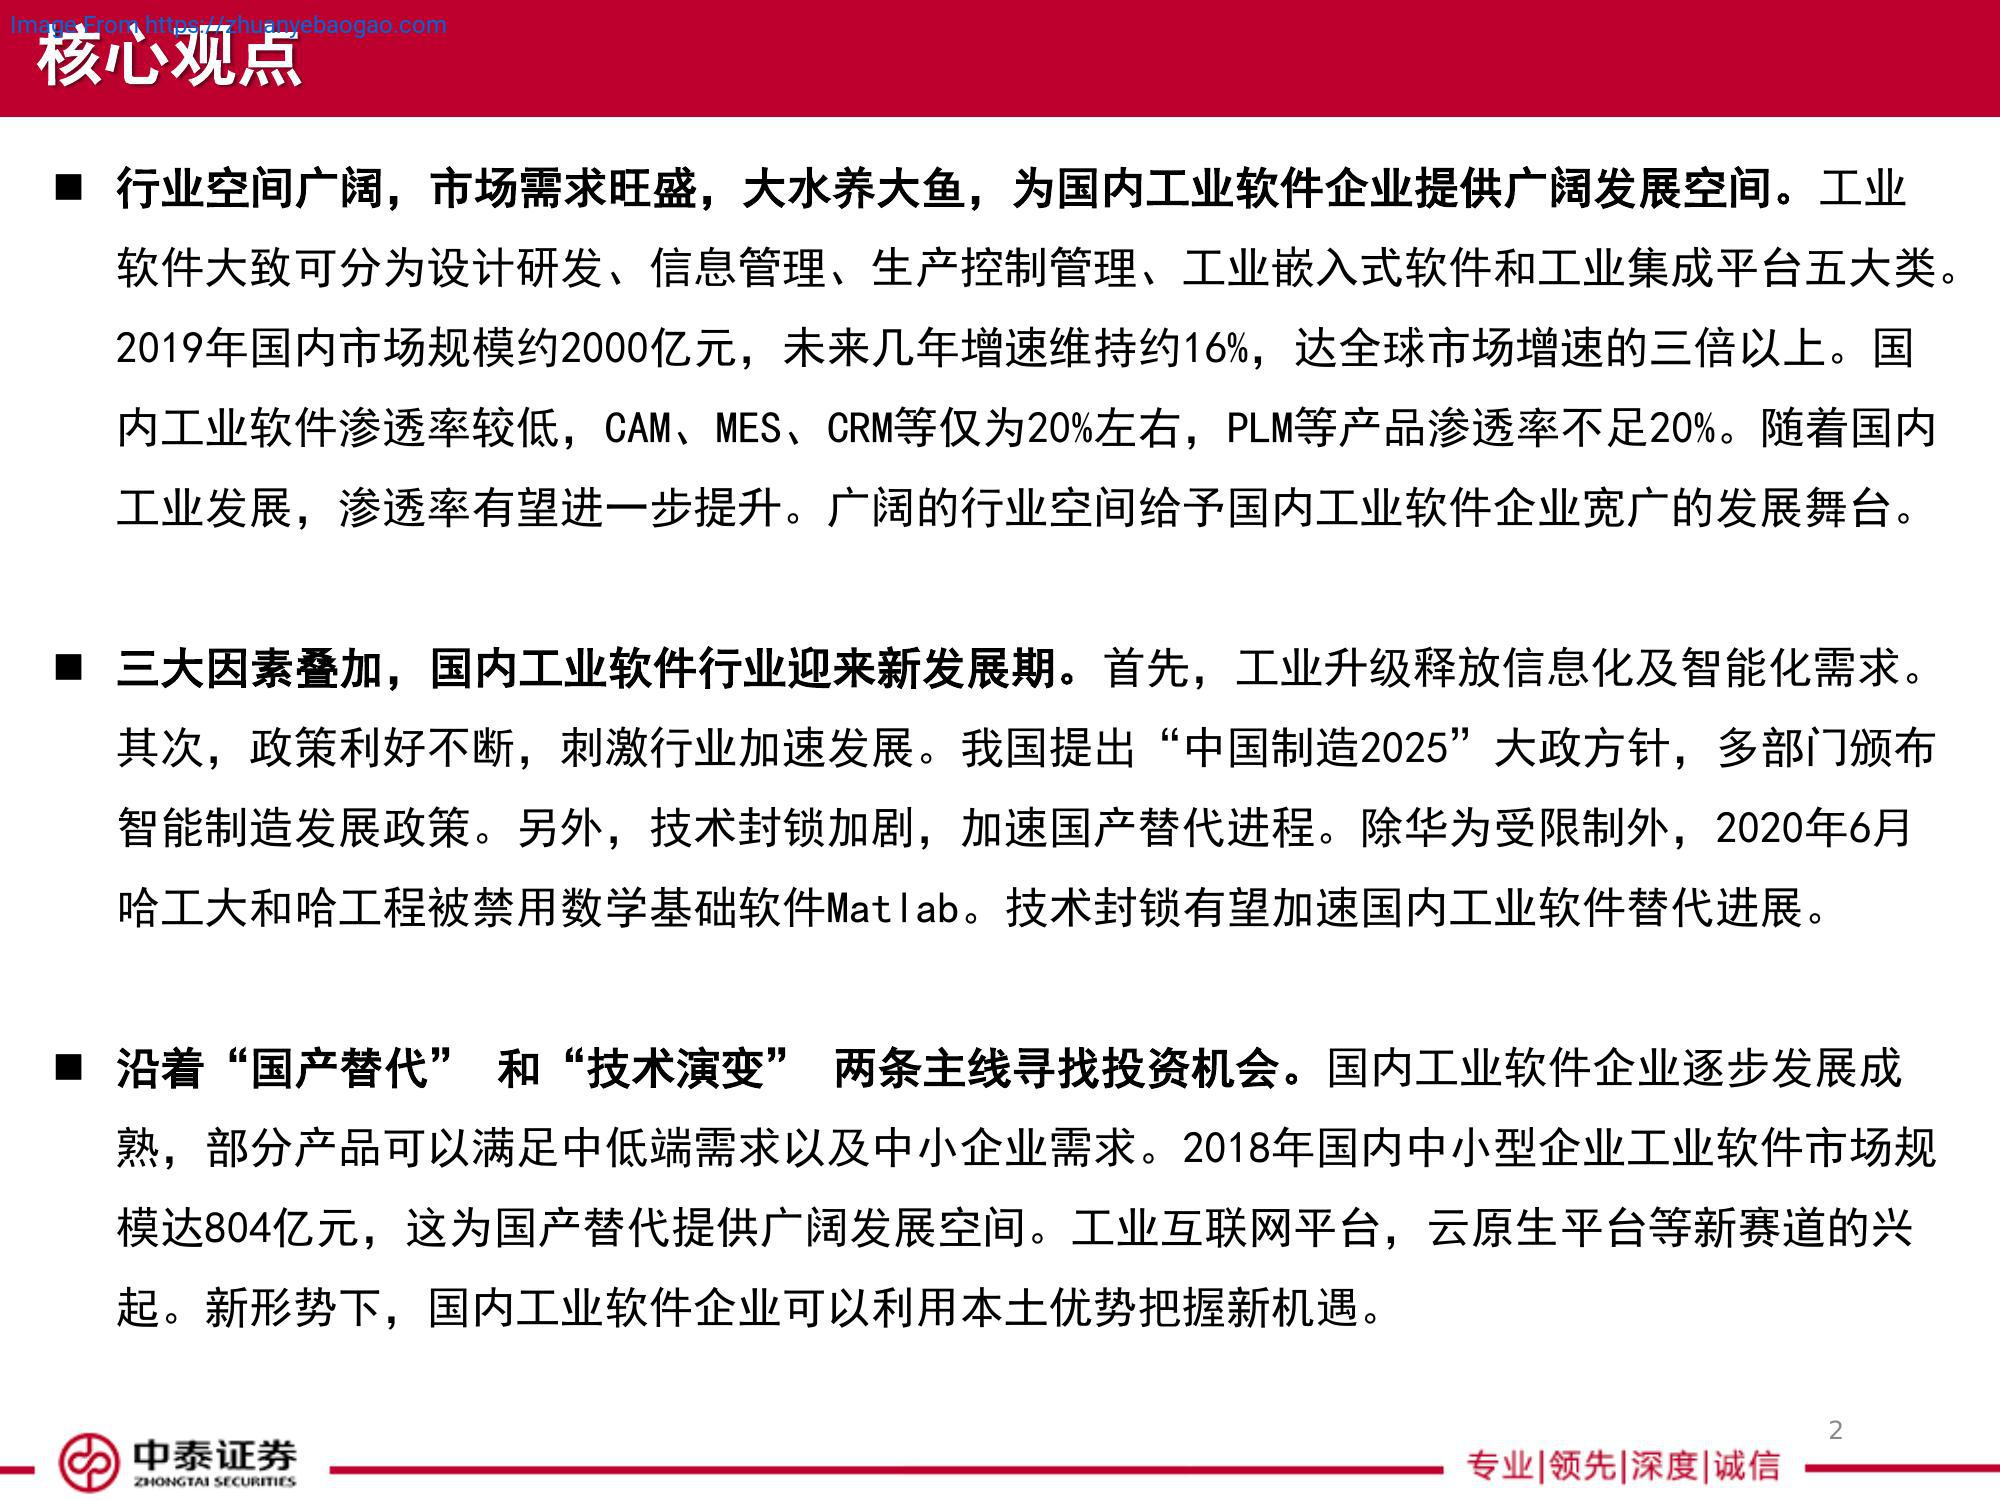 Image From https://zhuanyebaogao.com
核心观点
■ 行业空间广阔，市场需求旺盛，大水养大鱼，为国内工业软件企业提供广阔发展空间。工业
软件大致可分为设计研发、信息管理、生产控制管理、工业嵌入式软件和工业集成平台五大类。
2019年国内市场规模约2000亿元，未来几年增速维持约16%，达全球市场增速的三倍以上。国
内工业软件渗透率较低，CAM、MES、CRM等仅为20%左右，PLM等产品渗透率不足20%。随着国内
工业发展，渗透率有望进一步提升。广阔的行业空间给予国内工业软件企业宽广的发展舞台。
■ 三大因素叠加，国内工业软件行业迎来新发展期。首先，工业升级释放信息化及智能化需求。
其次，政策利好不断，刺激行业加速发展。我国提出“中国制造2025”大政方针，多部门颁布
智能制造发展政策。另外，技术封锁加剧，加速国产替代进程。除华为受限制外，2020年6月
哈工大和哈工程被禁用数学基础软件Matlab。技术封锁有望加速国内工业软件替代进展。
■ 沿着“国产替代” 和“技术演变” 两条主线寻找投资机会。国内工业软件企业逐步发展成
熟，部分产品可以满足中低端需求以及中小企业需求。2018年国内中小型企业工业软件市场规
模达804亿元，这为国产替代提供广阔发展空间。工业互联网平台，云原生平台等新赛道的兴
起。新形势下，国内工业软件企业可以利用本土优势把握新机遇。
2
中泰证券
ZHONGTAI SECURITIES
专业|领先|深度|诚信